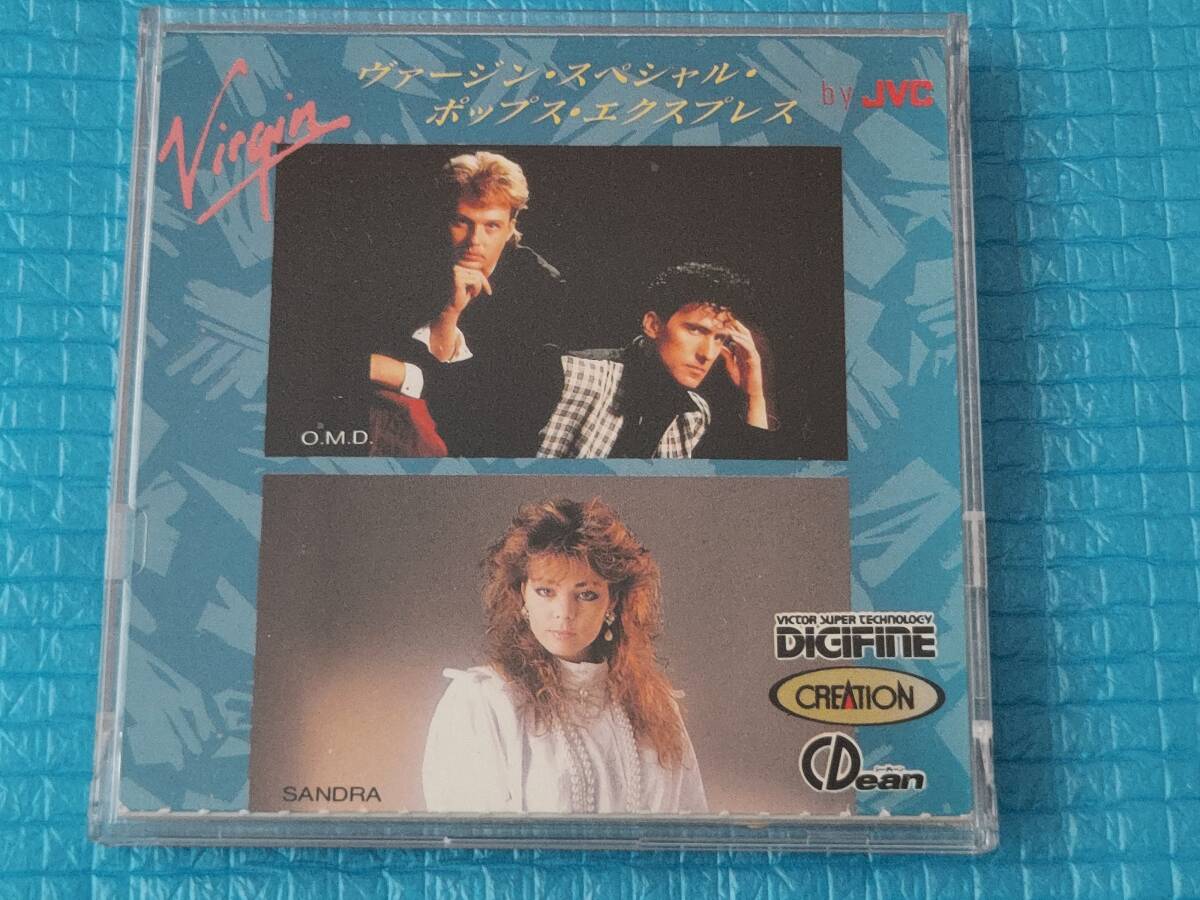 Virgin
ヴァージン・スペシャル・
ポップス・エクスプレス
by JVC
O.M.D.
SANDRA
VICTOR SUPER TECHNOLOGY
DIGIFINE
CREATION
CDean